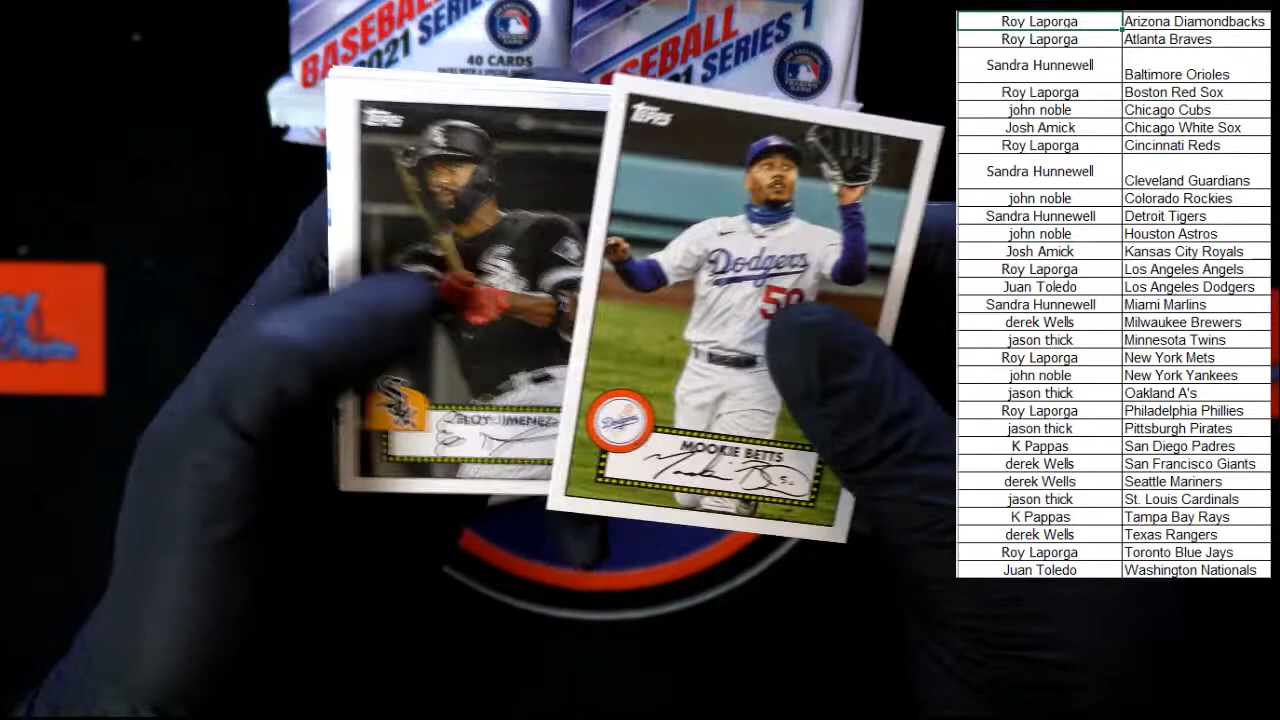 BASEBALL
2021 SERIES
40 CARDS
BASEBALL
SERIES 1
TOPPS
ELOY JIMENEZ
TOPPS
Dodgers
50
Dodgers
MOOKIE BETTS
Roy Laporga Arizona Diamondbacks
Roy Laporga Atlanta Braves
Sandra Hunnewell Baltimore Orioles
Roy Laporga Boston Red Sox
john noble Chicago Cubs
Josh Amick Chicago White Sox
Roy Laporga Cincinnati Reds
Sandra Hunnewell Cleveland Guardians
john noble Colorado Rockies
Sandra Hunnewell Detroit Tigers
john noble Houston Astros
Josh Amick Kansas City Royals
Roy Laporga Los Angeles Angels
Juan Toledo Los Angeles Dodgers
Sandra Hunnewell Miami Marlins
derek Wells Milwaukee Brewers
jason thick Minnesota Twins
Roy Laporga New York Mets
john noble New York Yankees
jason thick Oakland A's
Roy Laporga Philadelphia Phillies
jason thick Pittsburgh Pirates
K Pappas San Diego Padres
derek Wells San Francisco Giants
derek Wells Seattle Mariners
jason thick St. Louis Cardinals
K Pappas Tampa Bay Rays
derek Wells Texas Rangers
Roy Laporga Toronto Blue Jays
Juan Toledo Washington Nationals